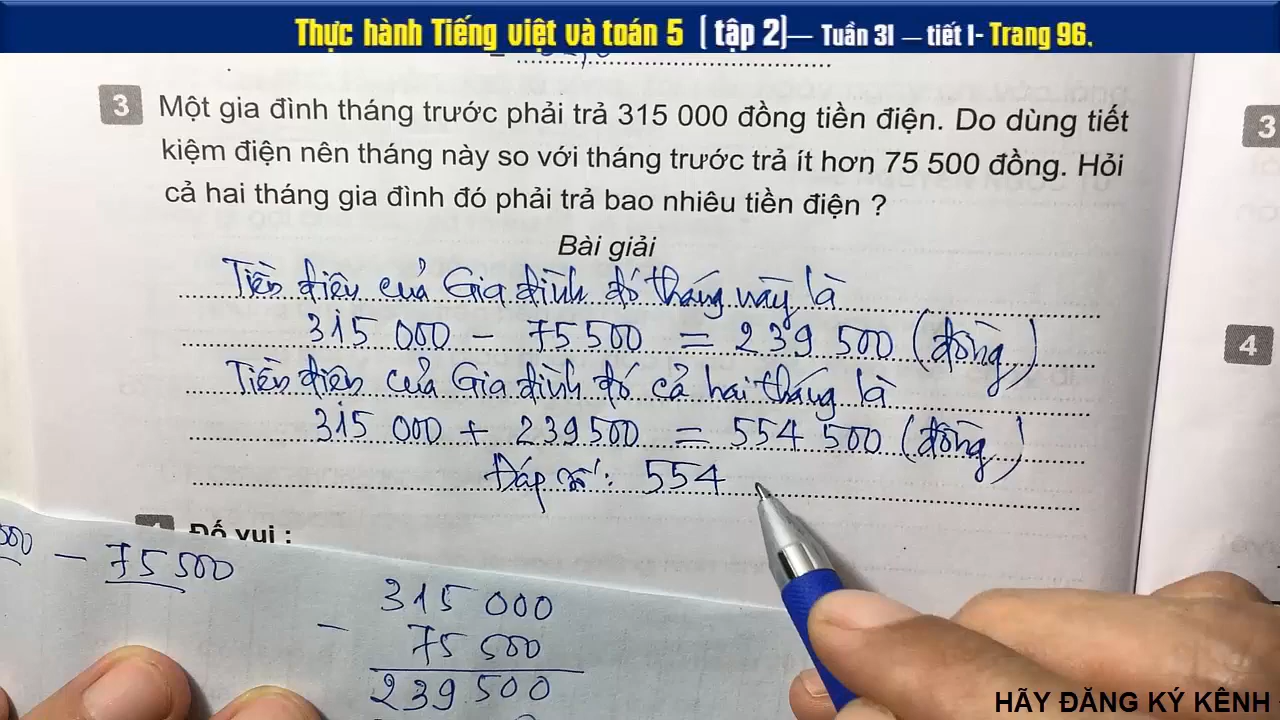 Thực hành Tiếng việt và toán 5 ( tập 2)– Tuần 31 – tiết 1- Trang 96.
3 Một gia đình tháng trước phải trả 315 000 đồng tiền điện. Do dùng tiết
kiệm điện nên tháng này so với tháng trước trả ít hơn 75 500 đồng. Hỏi
cả hai tháng gia đình đó phải trả bao nhiêu tiền điện ?
Bài giải
Tiền điện của Gia đình đó tháng này là
315 000 - 75 500 = 239 500 (đồng)
Tiền điện của Gia đình đó cả hai tháng là
315 000 + 239 500 = 554 500 (đồng)
Đáp số: 554
Đố vui :
- 75 500
315 000
-
75 500
239 500
3
4
HÃY ĐĂNG KÝ KÊNH